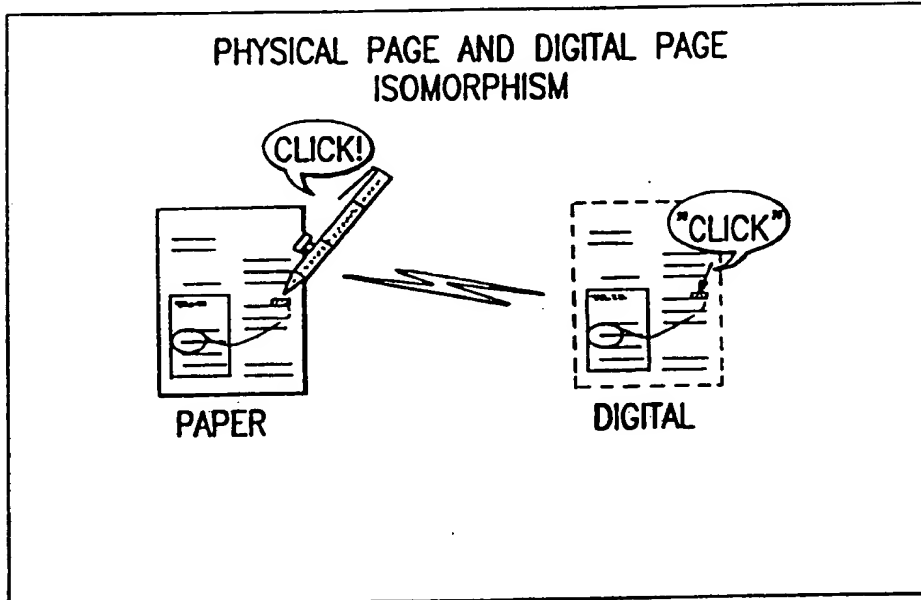 PHYSICAL PAGE AND DIGITAL PAGE
ISOMORPHISM
CLICK!
"CLICK"
PAPER
DIGITAL